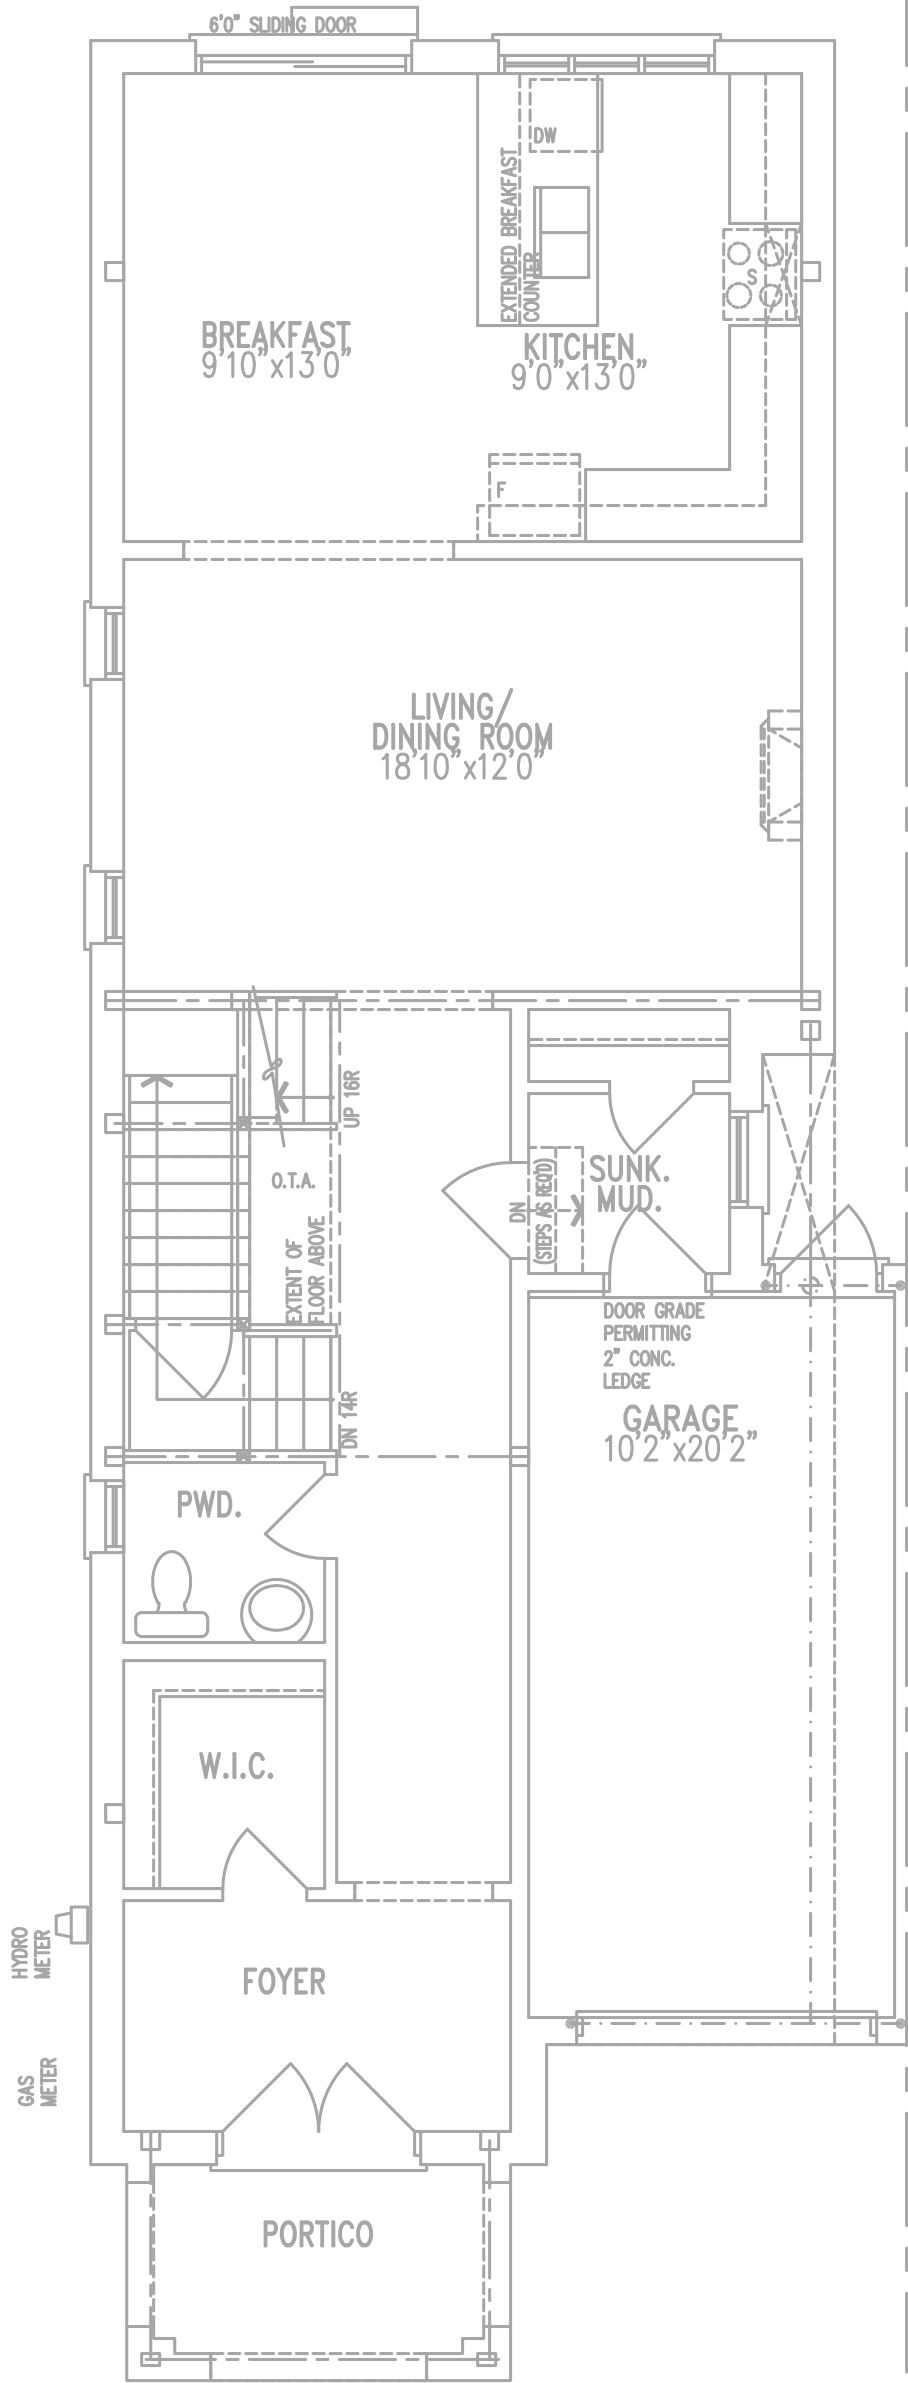 6'0" SLIDING DOOR
DW
EXTENDED BREAKFAST
COUNTER
S
BREAKFAST
9'10"x13'0"
KITCHEN
9'0"x13'0"
F
LIVING/
DINING ROOM
18'10"x12'0"
UP 16R
O.T.A.
EXTENT OF
FLOOR ABOVE
DN
(STEPS AS REQ'D)
SUNK.
MUD.
DOOR GRADE
PERMITTING
2" CONC.
LEDGE
GARAGE
10'2"x20'2"
DN 14R
PWD.
W.I.C.
HYDRO
METER
FOYER
GAS
METER
PORTICO